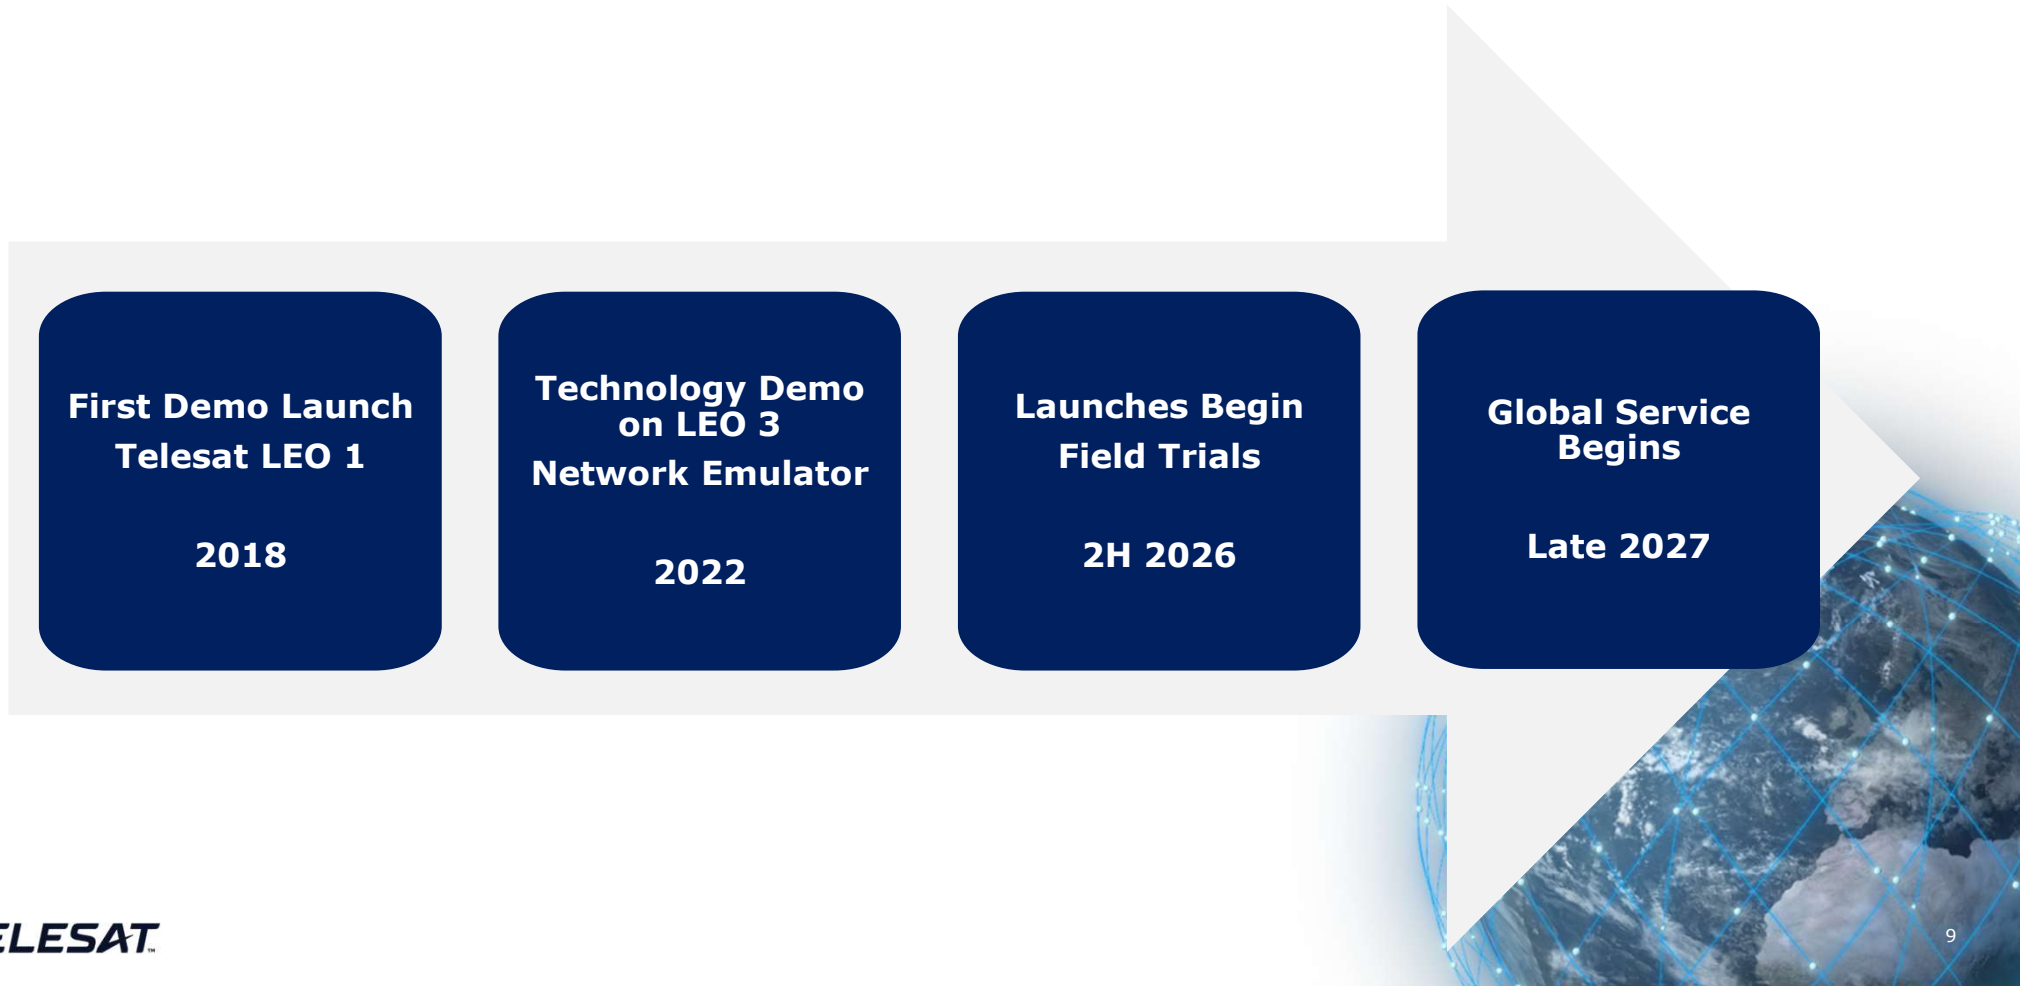 First Demo Launch
Telesat LEO 1
2018
Technology Demo
on LEO 3
Network Emulator
2022
Launches Begin
Field Trials
2H 2026
Global Service
Begins
Late 2027
ELESAT™
9